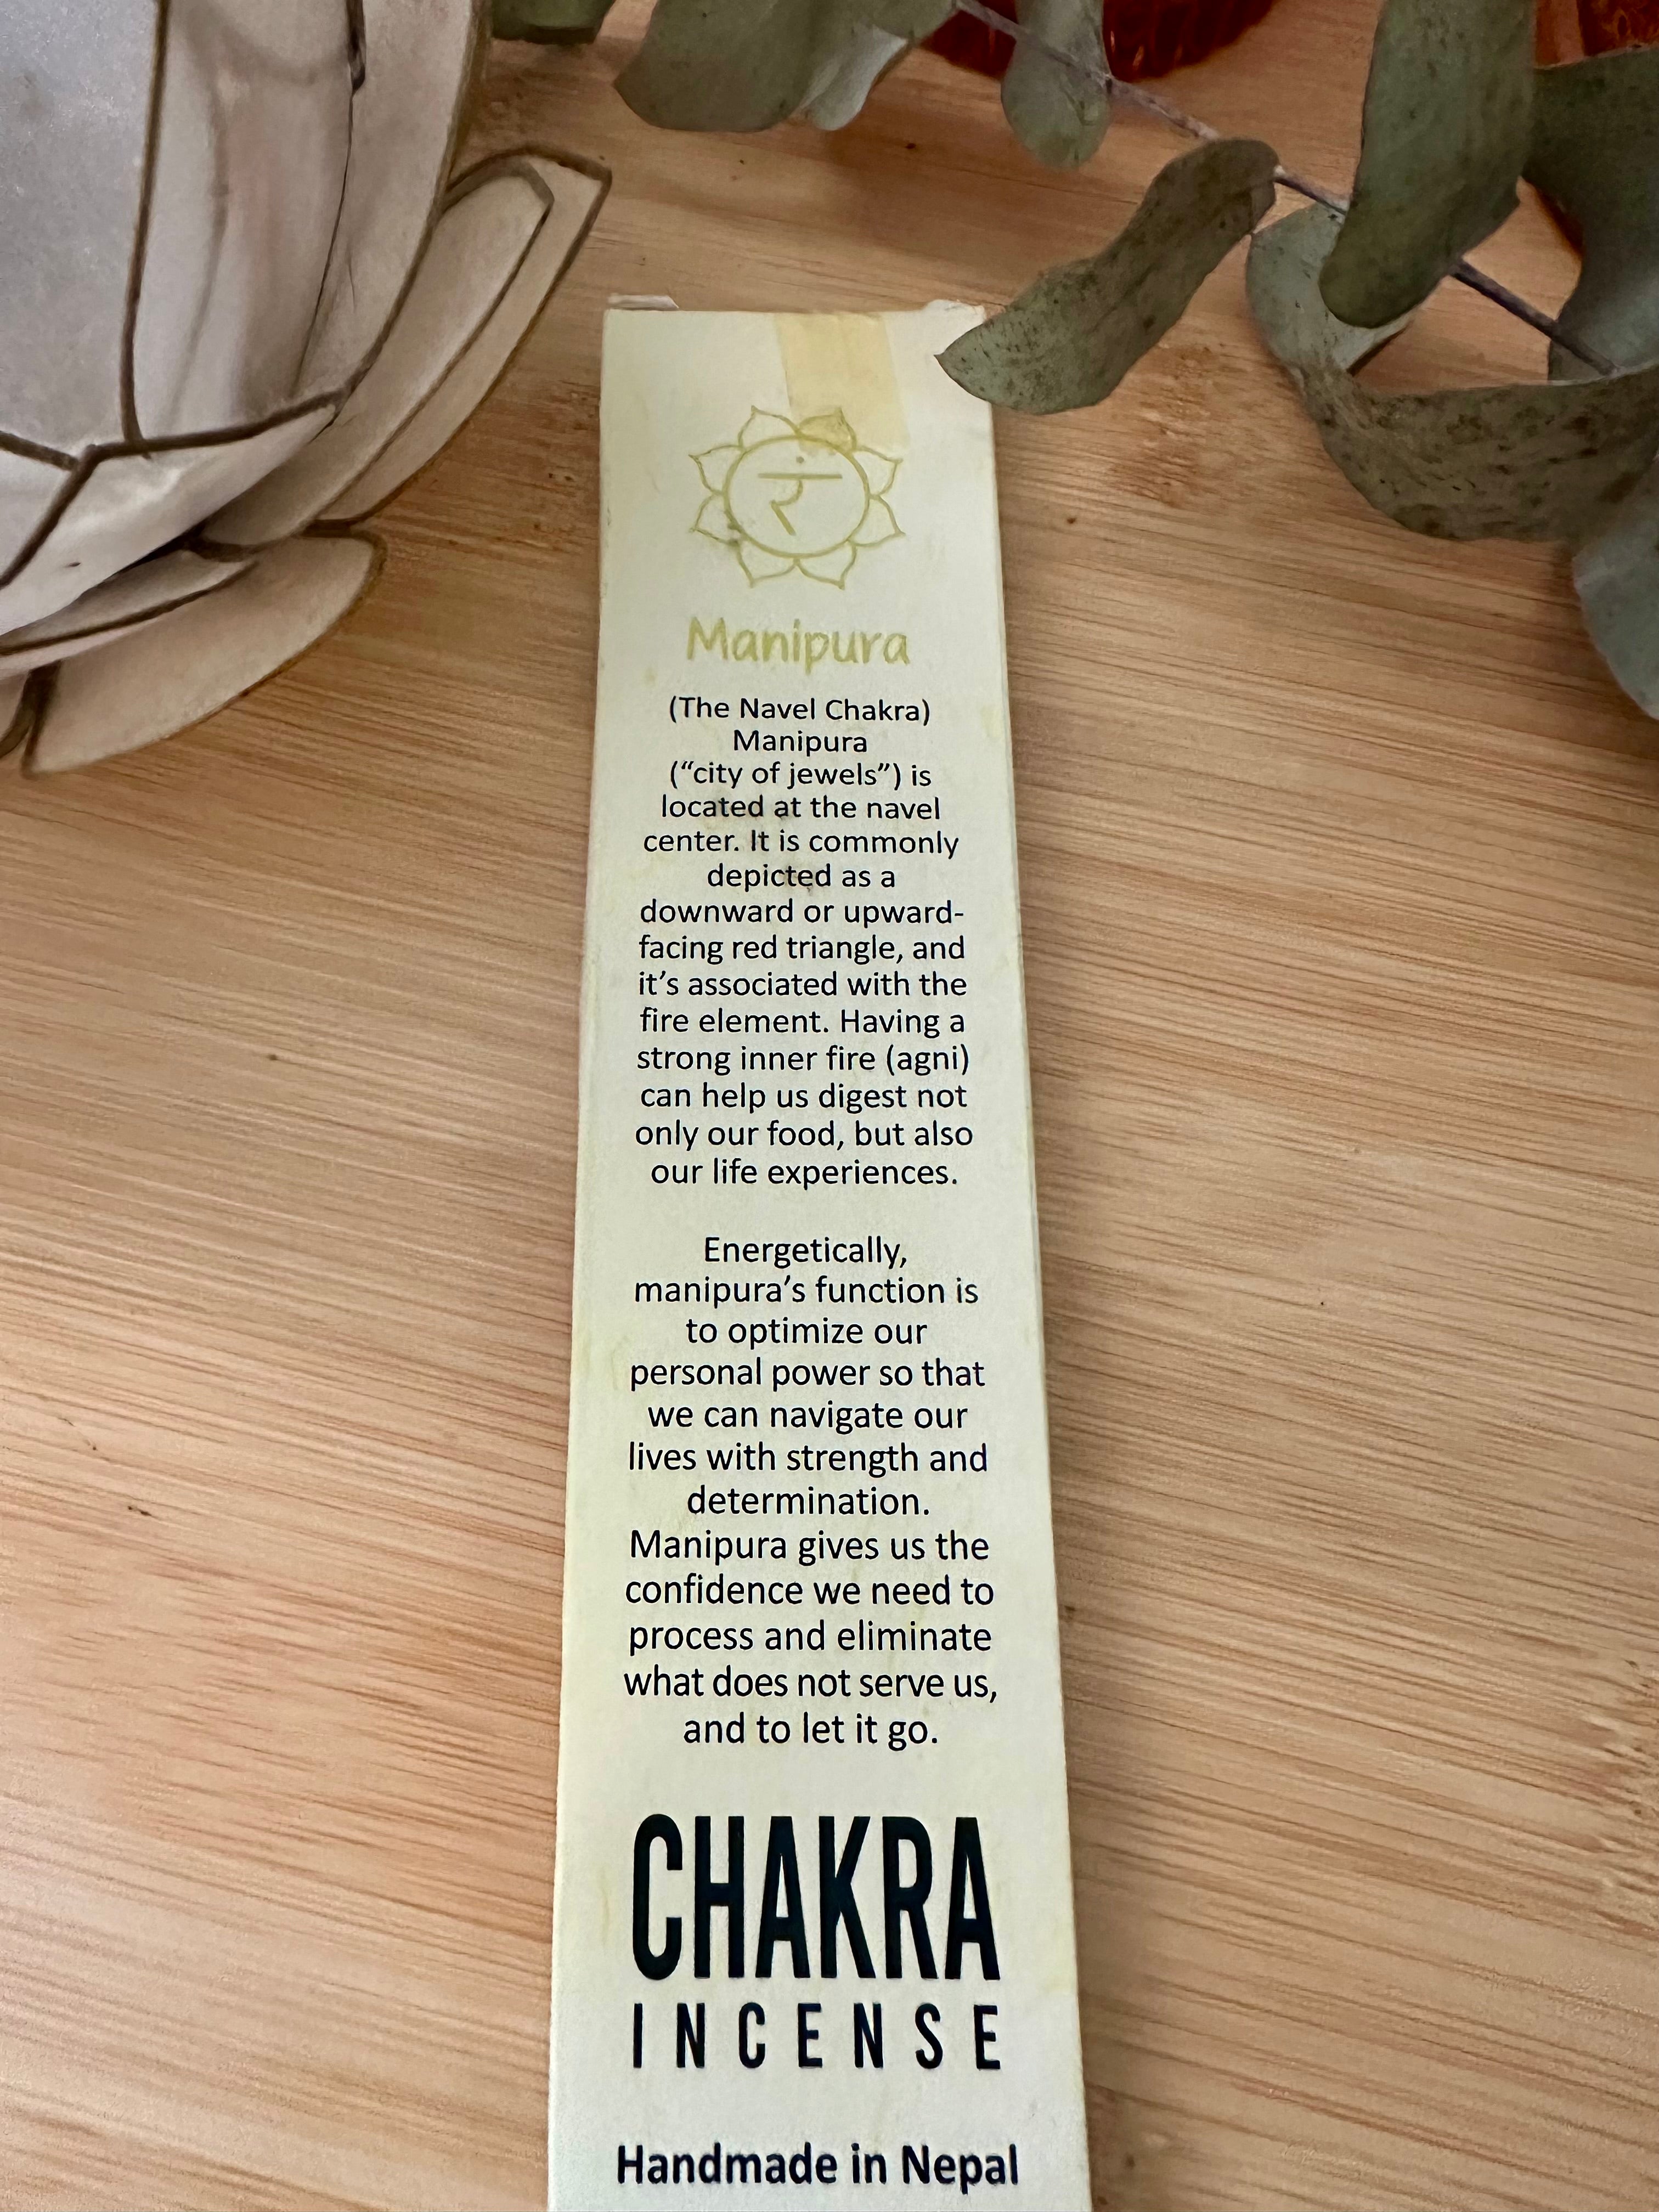 रं
Manipura
(The Navel Chakra)
Manipura
(“city of jewels”) is
located at the navel
center. It is commonly
depicted as a
downward or upward-
facing red triangle, and
it’s associated with the
fire element. Having a
strong inner fire (agni)
can help us digest not
only our food, but also
our life experiences.
Energetically,
manipura’s function is
to optimize our
personal power so that
we can navigate our
lives with strength and
determination.
Manipura gives us the
confidence we need to
process and eliminate
what does not serve us,
and to let it go.
CHAKRA
INCENSE
Handmade in Nepal